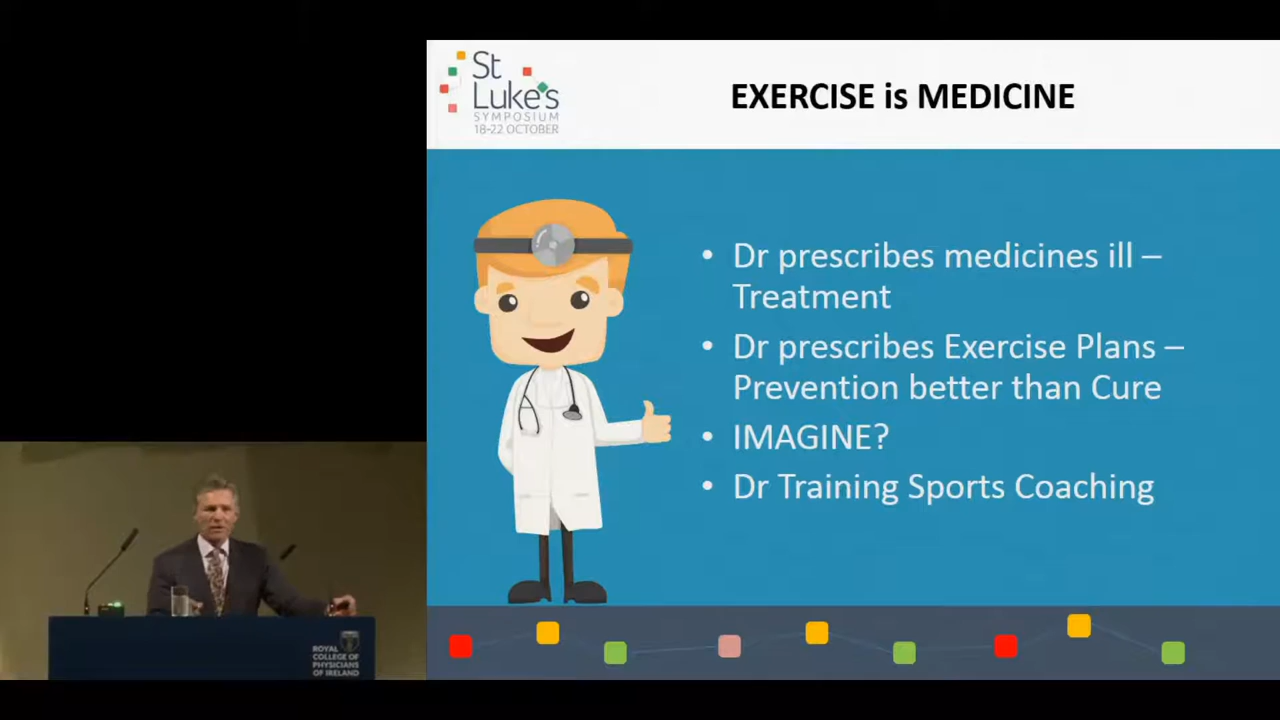 St
Luke's
SYMPOSIUM
18-22 OCTOBER
EXERCISE is MEDICINE
• Dr prescribes medicines ill –
Treatment
• Dr prescribes Exercise Plans –
Prevention better than Cure
• IMAGINE?
• Dr Training Sports Coaching
ROYAL
COLLEGE OF
PHYSICIANS
OF IRELAND